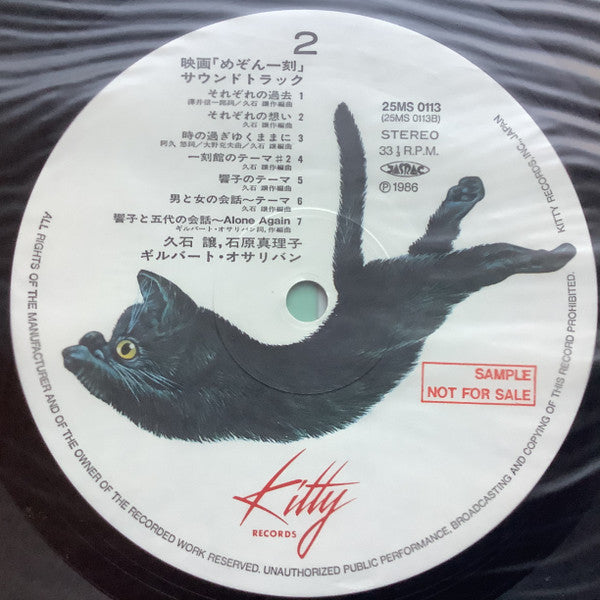 2
映画「めぞん一刻」
サウンドトラック
それぞれの過去 1
澤井信一郎詞/久石 譲作編曲
それぞれの想い 2
久石 譲作編曲
時の過ぎゆくままに 3
阿久 悠詞/大野克夫曲/久石 譲編曲
一刻館のテーマ♯2 4
久石 譲作編曲
響子のテーマ 5
久石 譲作編曲
男と女の会話〜テーマ 6
久石 譲作編曲
響子と五代の会話〜Alone Again 7
ギルバート・オサリバン詞、作編曲
久石 譲, 石原真理子
ギルバート・オサリバン
25MS 0113
(25MS 0113B)
STEREO
33⅓ R.P.M.
JASRAC
Ⓟ 1986
SAMPLE
NOT FOR SALE
Kitty
RECORDS
KITTY RECORDS, INC., JAPAN
ALL RIGHTS OF THE MANUFACTURER AND OF THE OWNER OF THE RECORDED WORK RESERVED. UNAUTHORIZED PUBLIC PERFORMANCE, BROADCASTING AND COPYING OF THIS RECORD PROHIBITED.